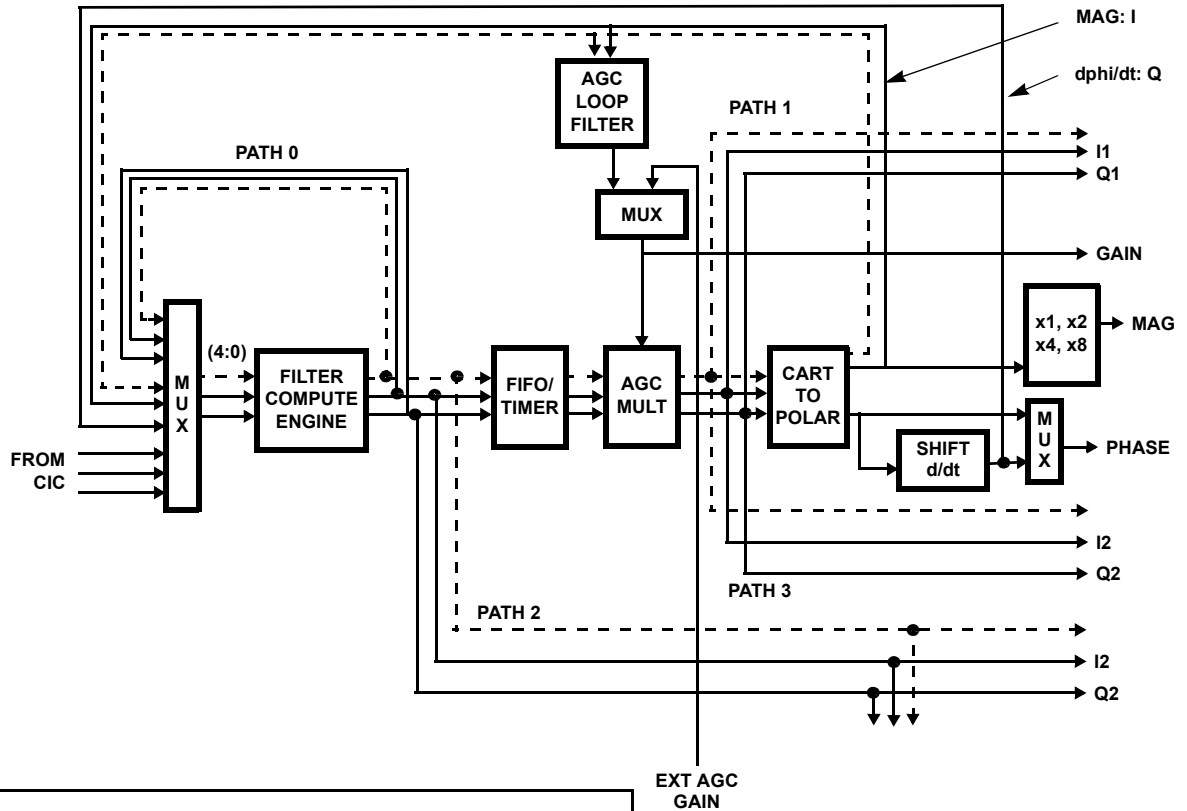 MAG: I
dphi/dt: Q
AGC
LOOP
FILTER
PATH 1
PATH 0
I1
Q1
MUX
GAIN
x1, x2
x4, x8
MAG
(4:0)
M
U
X
FILTER
COMPUTE
ENGINE
FIFO/
TIMER
AGC
MULT
CART
TO
POLAR
M
U
X
PHASE
SHIFT
d/dt
FROM
CIC
I2
Q2
PATH 3
PATH 2
I2
Q2
EXT AGC
GAIN